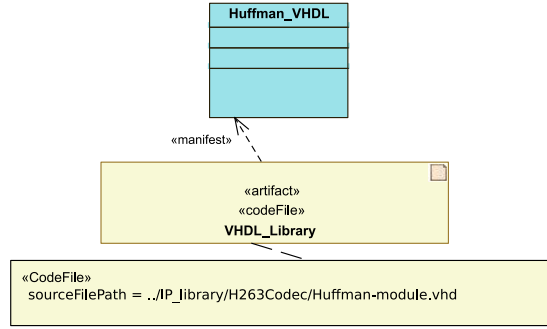 Huffman_VHDL
«manifest»
«artifact»
«codeFile»
VHDL_Library
«CodeFile»
sourceFilePath = ../IP_library/H263Codec/Huffman-module.vhd